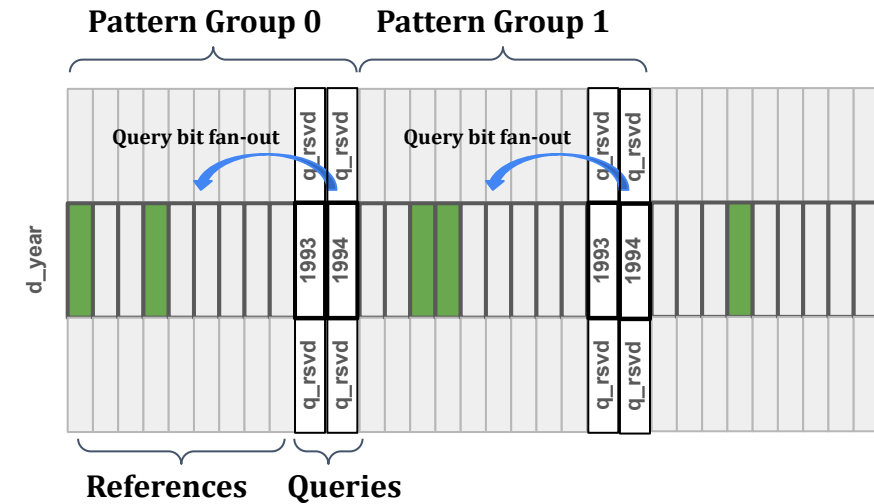 Pattern Group 0
Pattern Group 1
q_rsvd
q_rsvd
q_rsvd
q_rsvd
Query bit fan-out
Query bit fan-out
d_year
1993
1994
1993
1994
q_rsvd
q_rsvd
q_rsvd
q_rsvd
References
Queries